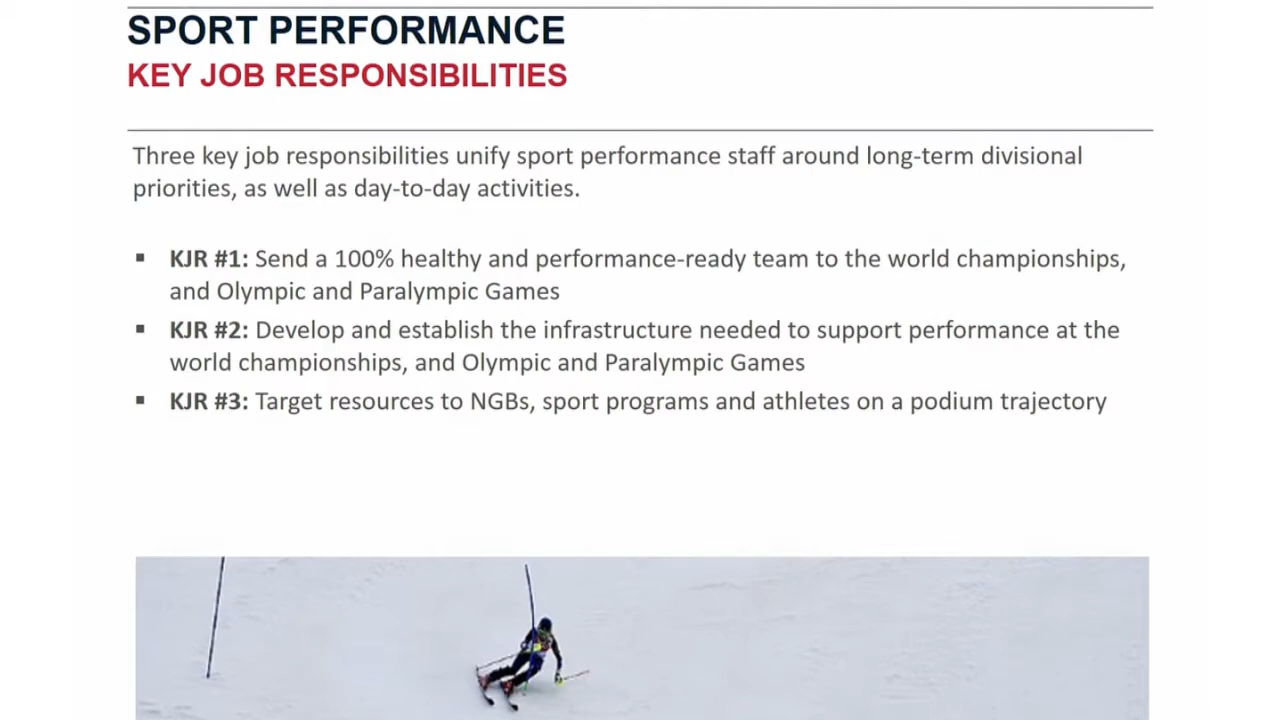 SPORT PERFORMANCE
KEY JOB RESPONSIBILITIES
Three key job responsibilities unify sport performance staff around long-term divisional
priorities, as well as day-to-day activities.
▪ KJR #1: Send a 100% healthy and performance-ready team to the world championships,
and Olympic and Paralympic Games
▪ KJR #2: Develop and establish the infrastructure needed to support performance at the
world championships, and Olympic and Paralympic Games
▪ KJR #3: Target resources to NGBs, sport programs and athletes on a podium trajectory